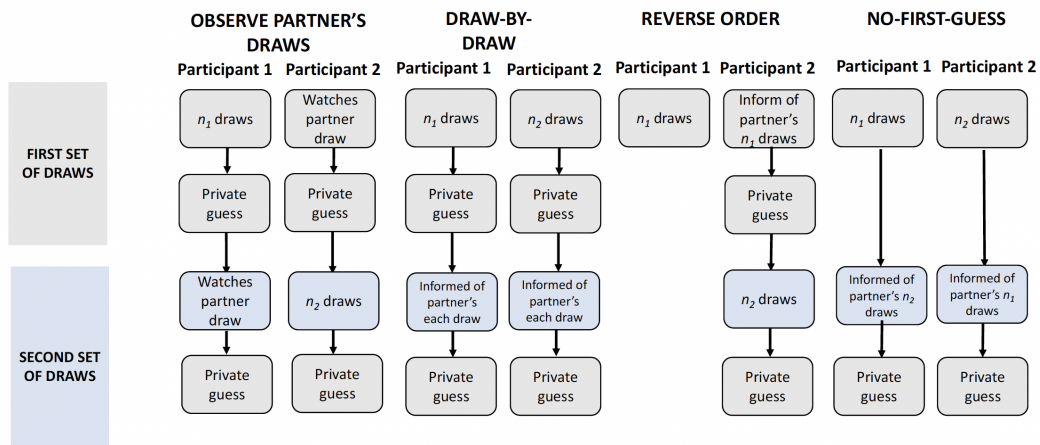 OBSERVE PARTNER'S
DRAWS
DRAW-BY-
DRAW
REVERSE ORDER
NO-FIRST-GUESS
Participant 1
Participant 2
Participant 1
Participant 2
Participant 1
Participant 2
Participant 1
Participant 2
FIRST SET
OF DRAWS
n1 draws
Watches
partner
draw
n1 draws
n2 draws
n1 draws
Inform of
partner's
n1 draws
n1 draws
n2 draws
Private
guess
Private
guess
Private
guess
Private
guess
Private
guess
SECOND SET
OF DRAWS
Watches
partner
draw
n2 draws
Informed of
partner's
each draw
Informed of
partner's
each draw
n2 draws
Informed of
partner's n2
draws
Informed of
partner's n1
draws
Private
guess
Private
guess
Private
guess
Private
guess
Private
guess
Private
guess
Private
guess